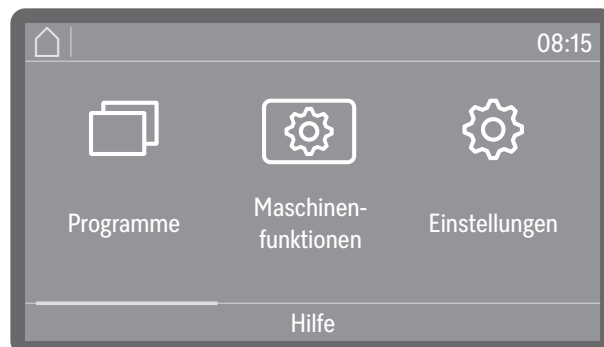 08:15
Programme
Maschinen-
funktionen
Einstellungen
Hilfe